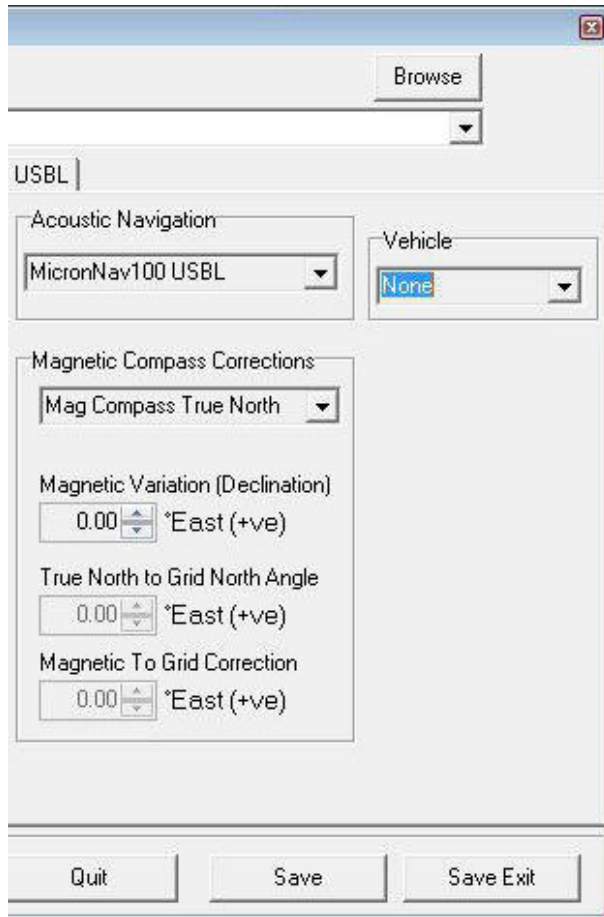 Browse
USBL
Acoustic Navigation
MicronNav100 USBL
Vehicle
None
Magnetic Compass Corrections
Mag Compass True North
Magnetic Variation (Declination)
0.00 °East (+ve)
True North to Grid North Angle
0.00 °East (+ve)
Magnetic To Grid Correction
0.00 °East (+ve)
Quit Save Save Exit